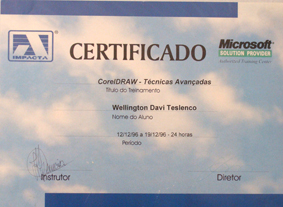 IMPACTA
CERTIFICADO
Microsoft
SOLUTION PROVIDER
Authorized Training Center
CorelDRAW - Técnicas Avançadas
Título do Treinamento
Wellington Davi Teslenco
Nome do Aluno
12/12/96 a 19/12/96 - 24 horas
Período
Instrutor
Diretor